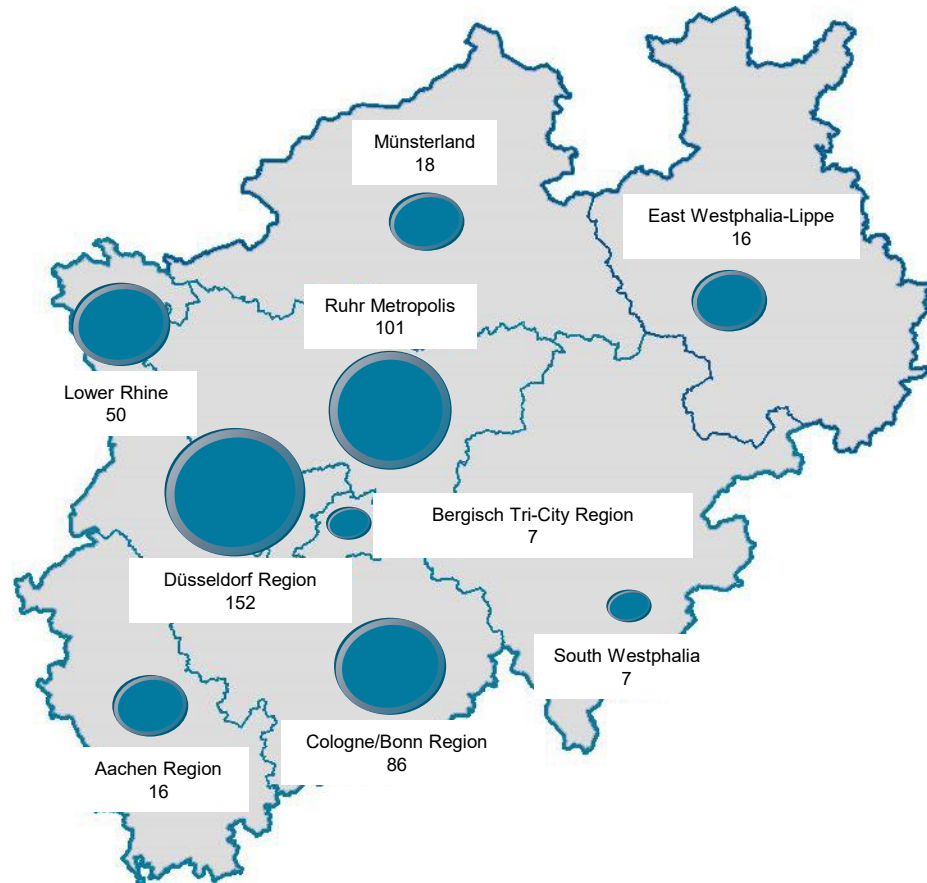 Münsterland
18
East Westphalia-Lippe
16
Ruhr Metropolis
101
Lower Rhine
50
Bergisch Tri-City Region
7
Düsseldorf Region
152
South Westphalia
7
Cologne/Bonn Region
86
Aachen Region
16